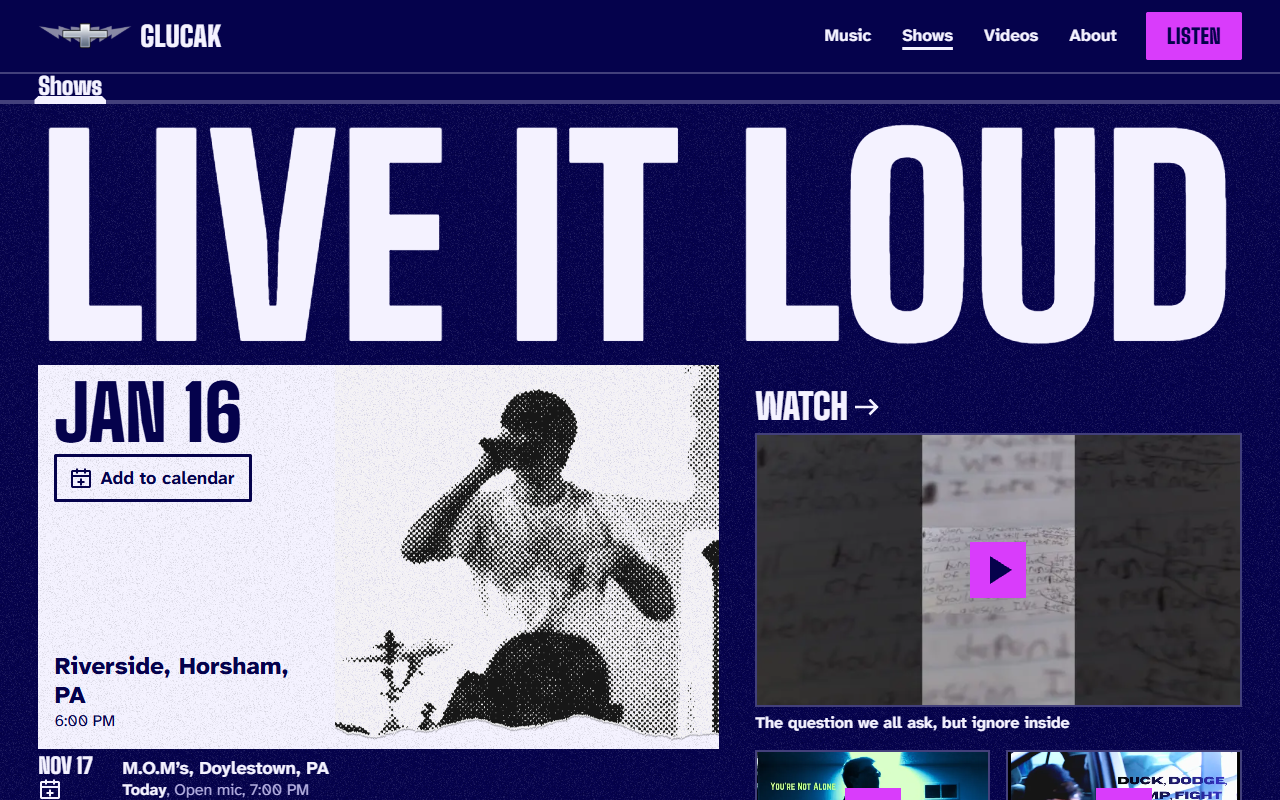 GLUCAK
Music
Shows
Videos
About
LISTEN
Shows
LIVE IT LOUD
JAN 16
Add to calendar
Riverside, Horsham,
PA
6:00 PM
NOV 17
M.O.M’s, Doylestown, PA
Today, Open mic, 7:00 PM
WATCH →
The question we all ask, but ignore inside
YOU'RE NOT ALONE
DUCK, DODGE,